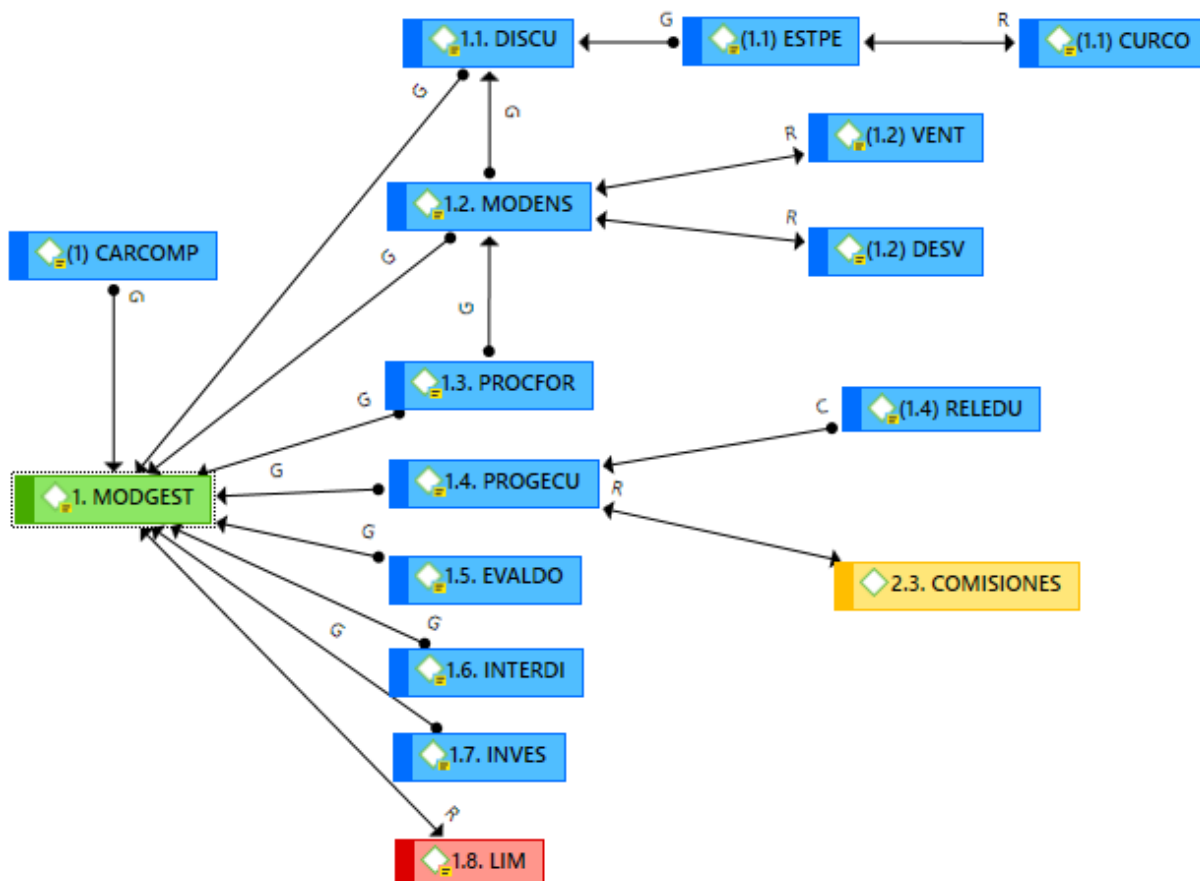 1.1. DISCU
G
(1.1) ESTPE
R
(1.1) CURCO
G
G
(1.2) VENT
R
1.2. MODENS
R
(1.2) DESV
(1) CARCOMP
G
G
G
1.3. PROCFOR
G
(1.4) RELEDU
C
1.4. PROGECU
G
R
1. MODGEST
G
1.5. EVALDO
2.3. COMISIONES
G
G
1.6. INTERDI
1.7. INVES
R
1.8. LIM